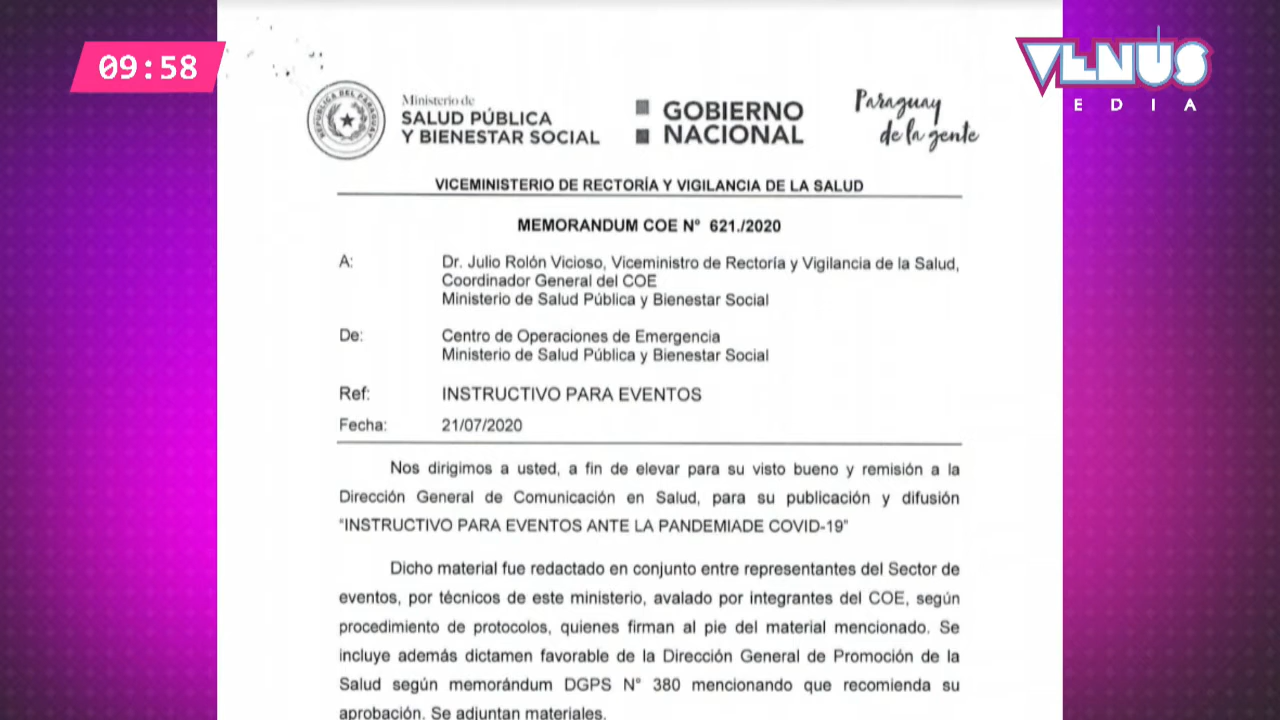 09:58
VENUS
EDIA
REPUBLICA DEL PARAGUAY
Ministerio de
SALUD PÚBLICA
Y BIENESTAR SOCIAL
GOBIERNO
NACIONAL
Paraguay
de la gente
VICEMINISTERIO DE RECTORÍA Y VIGILANCIA DE LA SALUD
MEMORANDUM COE N° 621./2020
A: Dr. Julio Rolón Vicioso, Viceministro de Rectoría y Vigilancia de la Salud,
Coordinador General del COE
Ministerio de Salud Pública y Bienestar Social
De: Centro de Operaciones de Emergencia
Ministerio de Salud Pública y Bienestar Social
Ref: INSTRUCTIVO PARA EVENTOS
Fecha: 21/07/2020
Nos dirigimos a usted, a fin de elevar para su visto bueno y remisión a la
Dirección General de Comunicación en Salud, para su publicación y difusión
"INSTRUCTIVO PARA EVENTOS ANTE LA PANDEMIADE COVID-19"
Dicho material fue redactado en conjunto entre representantes del Sector de
eventos, por técnicos de este ministerio, avalado por integrantes del COE, según
procedimiento de protocolos, quienes firman al pie del material mencionado. Se
incluye además dictamen favorable de la Dirección General de Promoción de la
Salud según memorándum DGPS N° 380 mencionando que recomienda su
aprobación. Se adjuntan materiales.